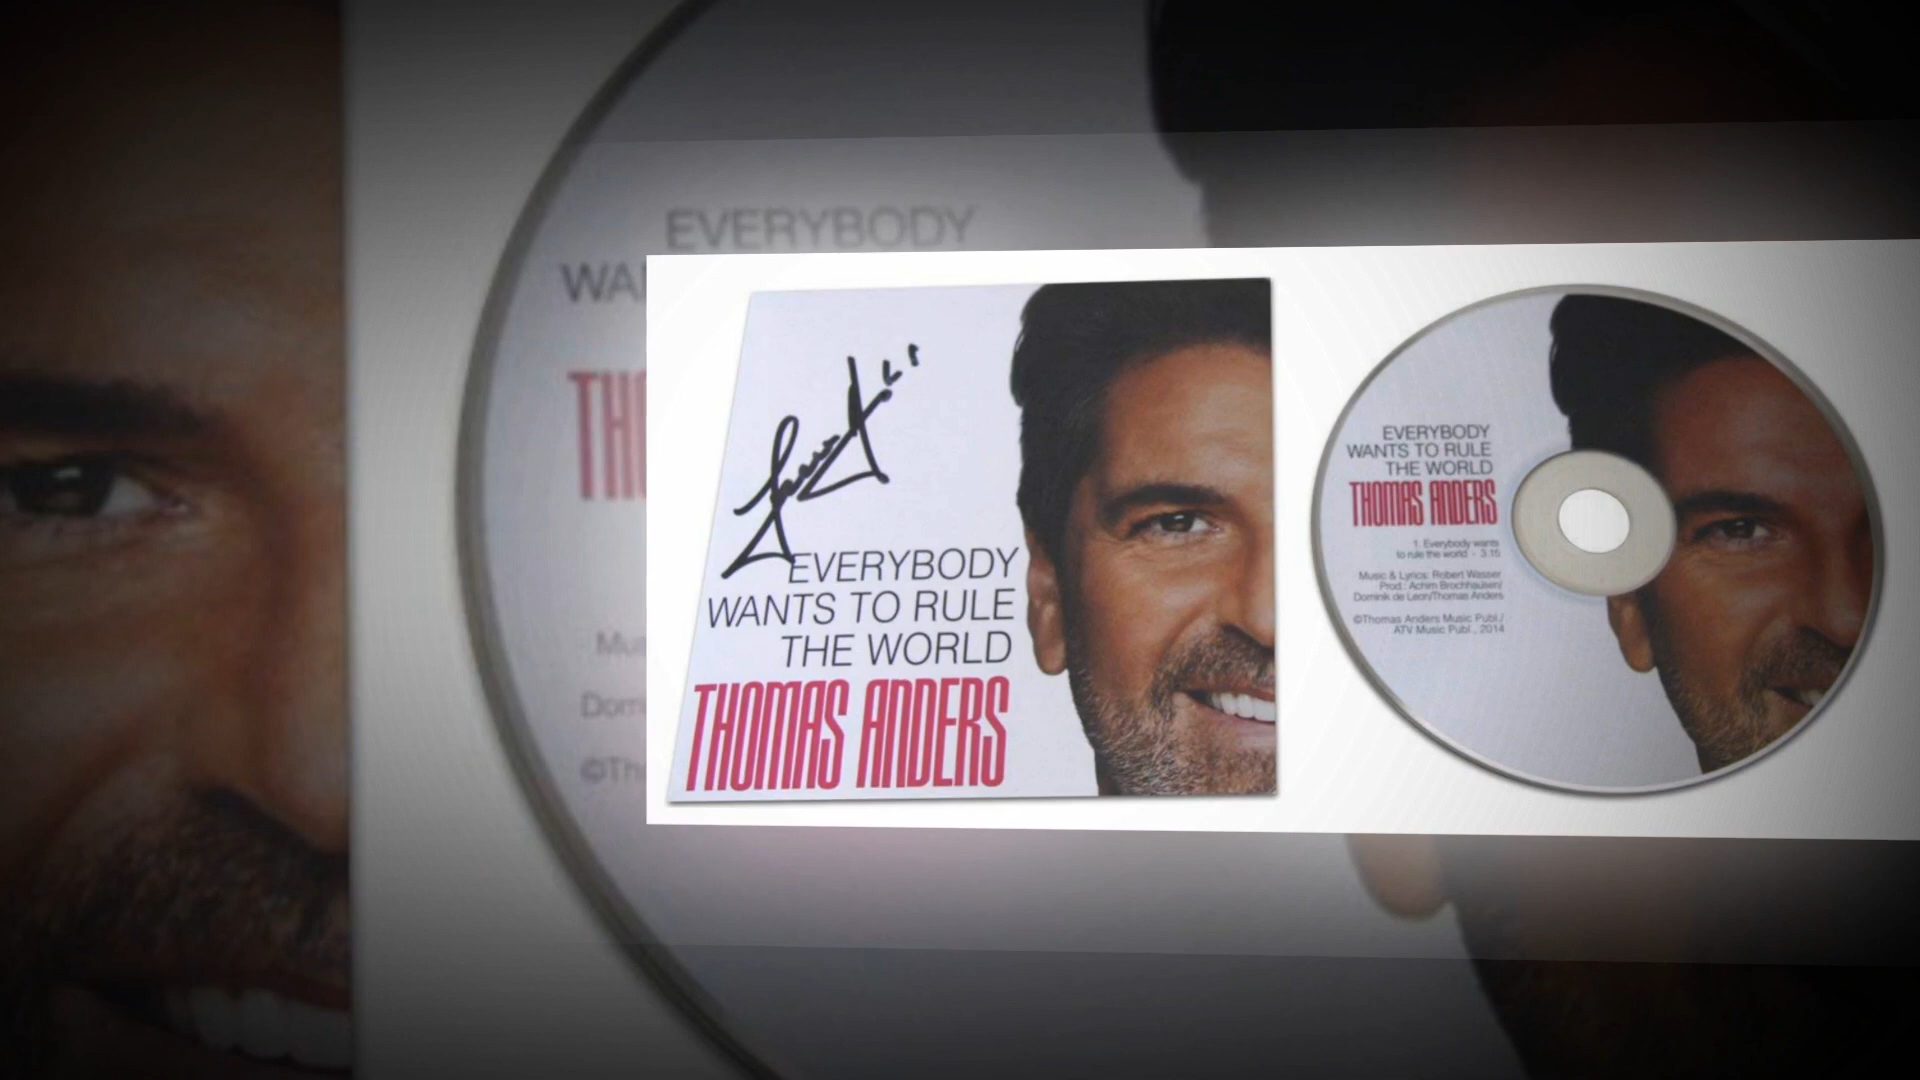 EVERYBODY
WANTS TO RULE
THE WORLD
THOMAS ANDERS
EVERYBODY
WANTS TO RULE
THE WORLD
THOMAS ANDERS
1. Everybody wants
to rule the world - 3.15
Music & Lyrics: Robert Wasser
Prod.: Achim Brochhausen/
Dominik de Leon/Thomas Anders
©Thomas Anders Music Publ./
ATV Music Publ., 2014
EVERYBODY
WAN
THO
Mus
Dom
©Th